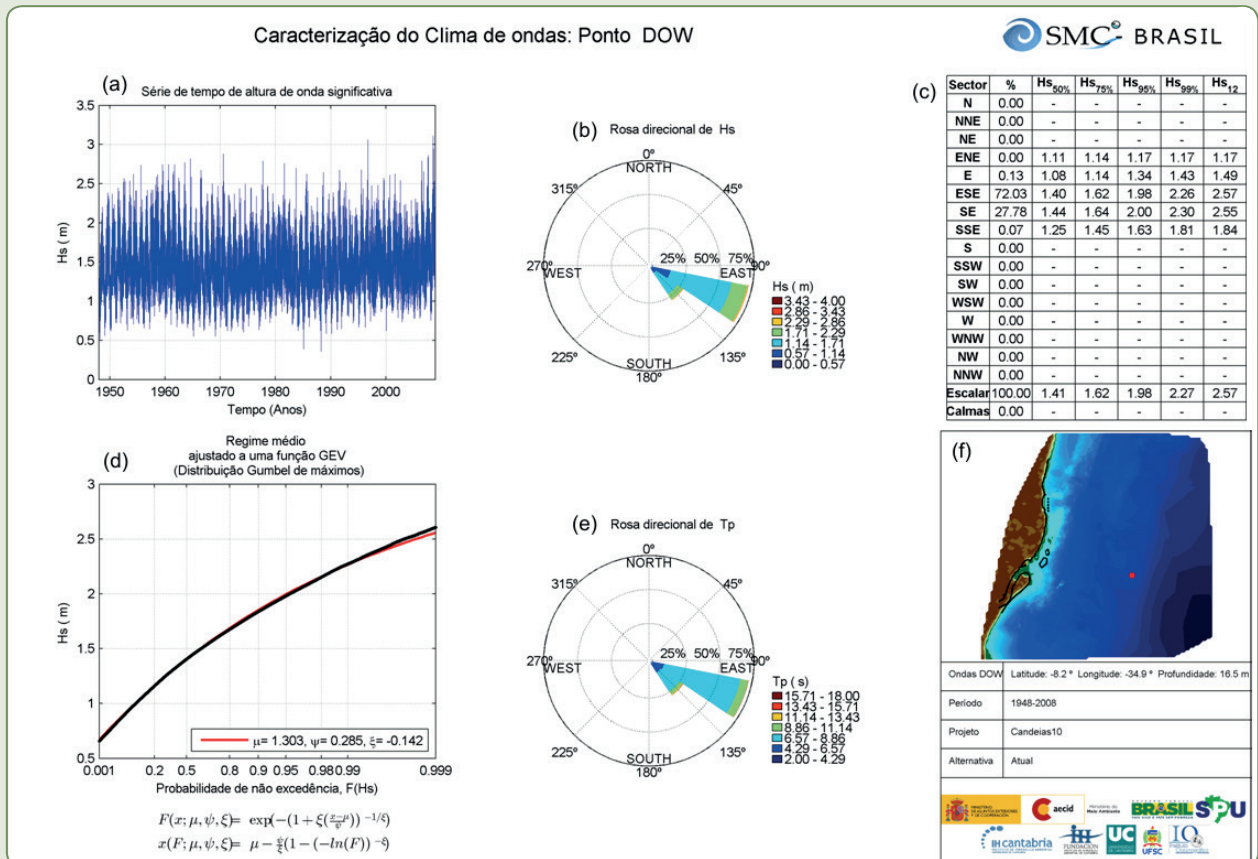 Caracterização do Clima de ondas: Ponto DOW
SMC BRASIL
(a)
Série de tempo de altura de onda significativa
3.5
3
2.5
2
1.5
1
0.5
0
Hs ( m)
1950 1960 1970 1980 1990 2000
Tempo (Anos)
(b)
Rosa direcional de Hs
0º
NORTH
315º 45º
25% 50% 75%
270º WEST EAST 90º
225º 135º
SOUTH
180º
Hs ( m)
3.43 - 4.00
2.86 - 3.43
2.29 - 2.86
1.71 - 2.29
1.14 - 1.71
0.57 - 1.14
0.00 - 0.57
(c)
Sector % Hs50% Hs75% Hs95% Hs99% Hs12
N 0.00 - - - - -
NNE 0.00 - - - - -
NE 0.00 - - - - -
ENE 0.00 1.11 1.14 1.17 1.17 1.17
E 0.13 1.08 1.14 1.34 1.43 1.49
ESE 72.03 1.40 1.62 1.98 2.26 2.57
SE 27.78 1.44 1.64 2.00 2.30 2.55
SSE 0.07 1.25 1.45 1.63 1.81 1.84
S 0.00 - - - - -
SSW 0.00 - - - - -
SW 0.00 - - - - -
WSW 0.00 - - - - -
W 0.00 - - - - -
WNW 0.00 - - - - -
NW 0.00 - - - - -
NNW 0.00 - - - - -
Escalar 100.00 1.41 1.62 1.98 2.27 2.57
Calmas 0.00 - - - - -
(d)
Regime médio
ajustado a uma função GEV
(Distribuição Gumbel de máximos)
3
2.5
2
1.5
1
0.5
Hs ( m)
μ= 1.303, ψ= 0.285, ξ= -0.142
0.001 0.2 0.5 0.8 0.9 0.95 0.98 0.99 0.999
Probabilidade de não excedência, F(Hs)
F(x; μ, ψ, ξ)= exp(-(1 + ξ(x-μ/ψ)) -1/ξ)
x(F; μ, ψ, ξ)= μ - ψ/ξ(1 - (-ln(F)) -ξ)
(e)
Rosa direcional de Tp
0º
NORTH
315º 45º
25% 50% 75%
270º WEST EAST 90º
225º 135º
SOUTH
180º
Tp ( s)
15.71 - 18.00
13.43 - 15.71
11.14 - 13.43
8.86 - 11.14
6.57 - 8.86
4.29 - 6.57
2.00 - 4.29
(f)
Ondas DOW Latitude: -8.2 º Longitude: -34.9 º Profundidade: 16.5 m
Período 1948-2008
Projeto Candeias10
Alternativa Atual
aecid
Ministério do
Meio Ambiente
BRASIL
SPU
IH cantabria
IH
FUNDACION
UC
UFSC
IO